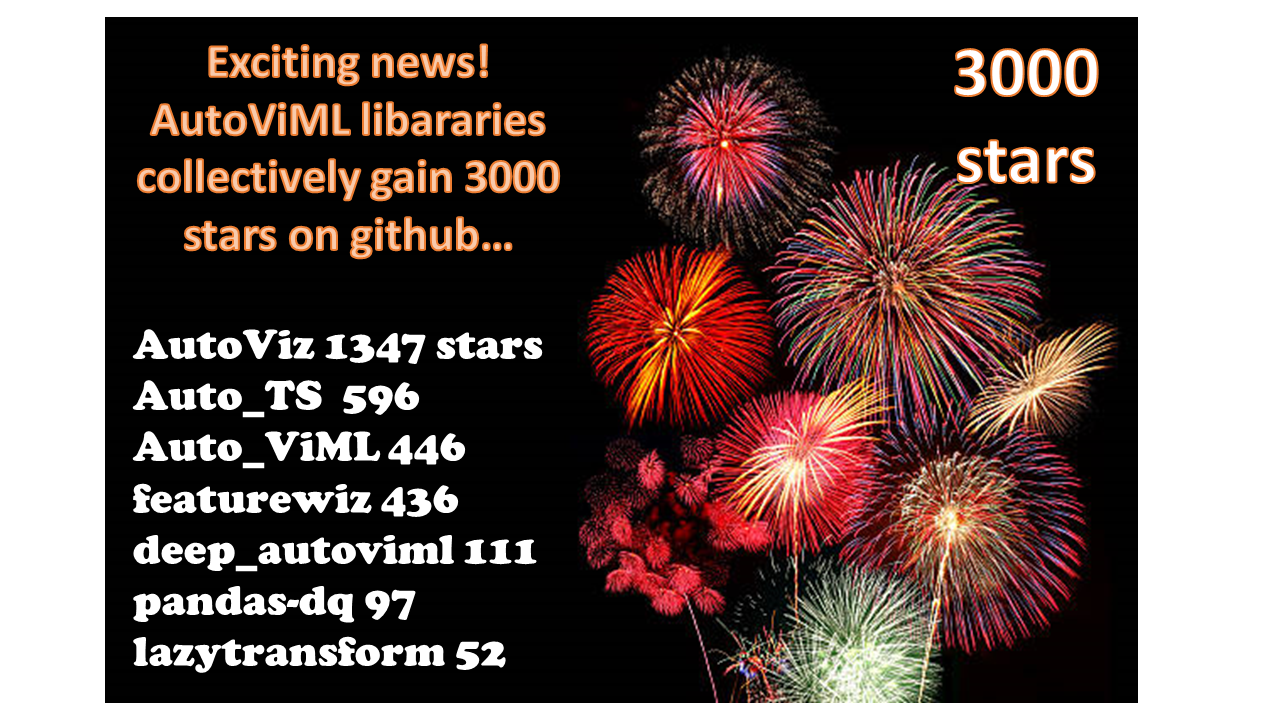 Exciting news!
AutoViML libararies
collectively gain 3000
stars on github…
3000
stars
AutoViz 1347 stars
Auto_TS 596
Auto_ViML 446
featurewiz 436
deep_autoviml 111
pandas-dq 97
lazytransform 52